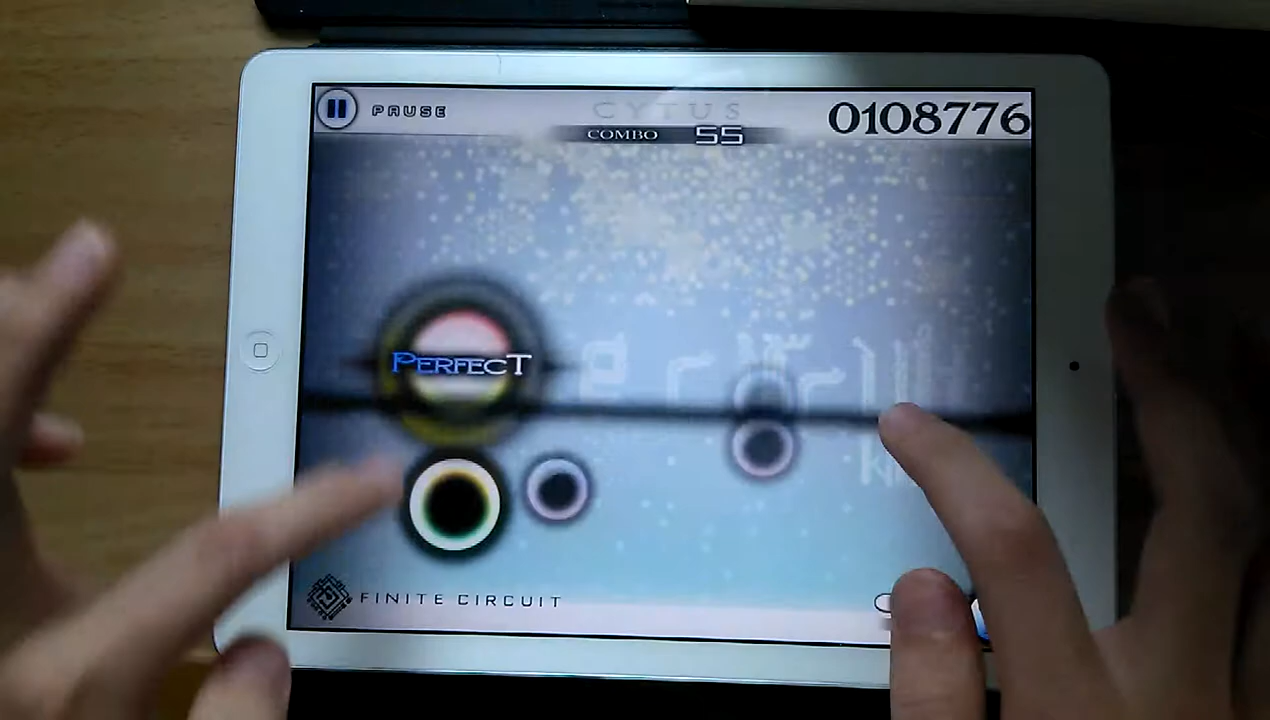 PAUSE
CYTUS
COMBO 55
0108776
PERFECT
FINITE CIRCUIT